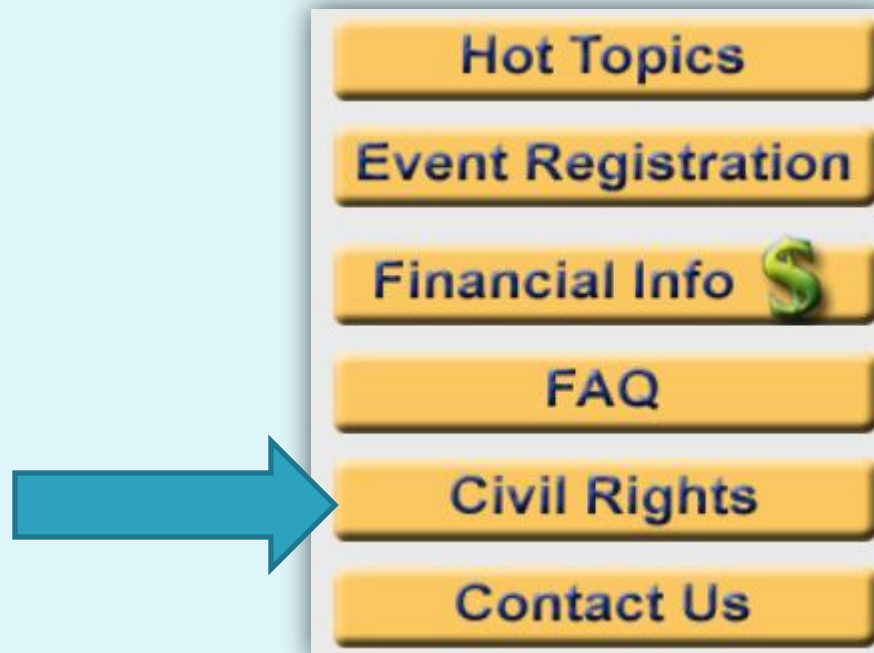 Hot Topics
Event Registration
Financial Info $
FAQ
Civil Rights
Contact Us